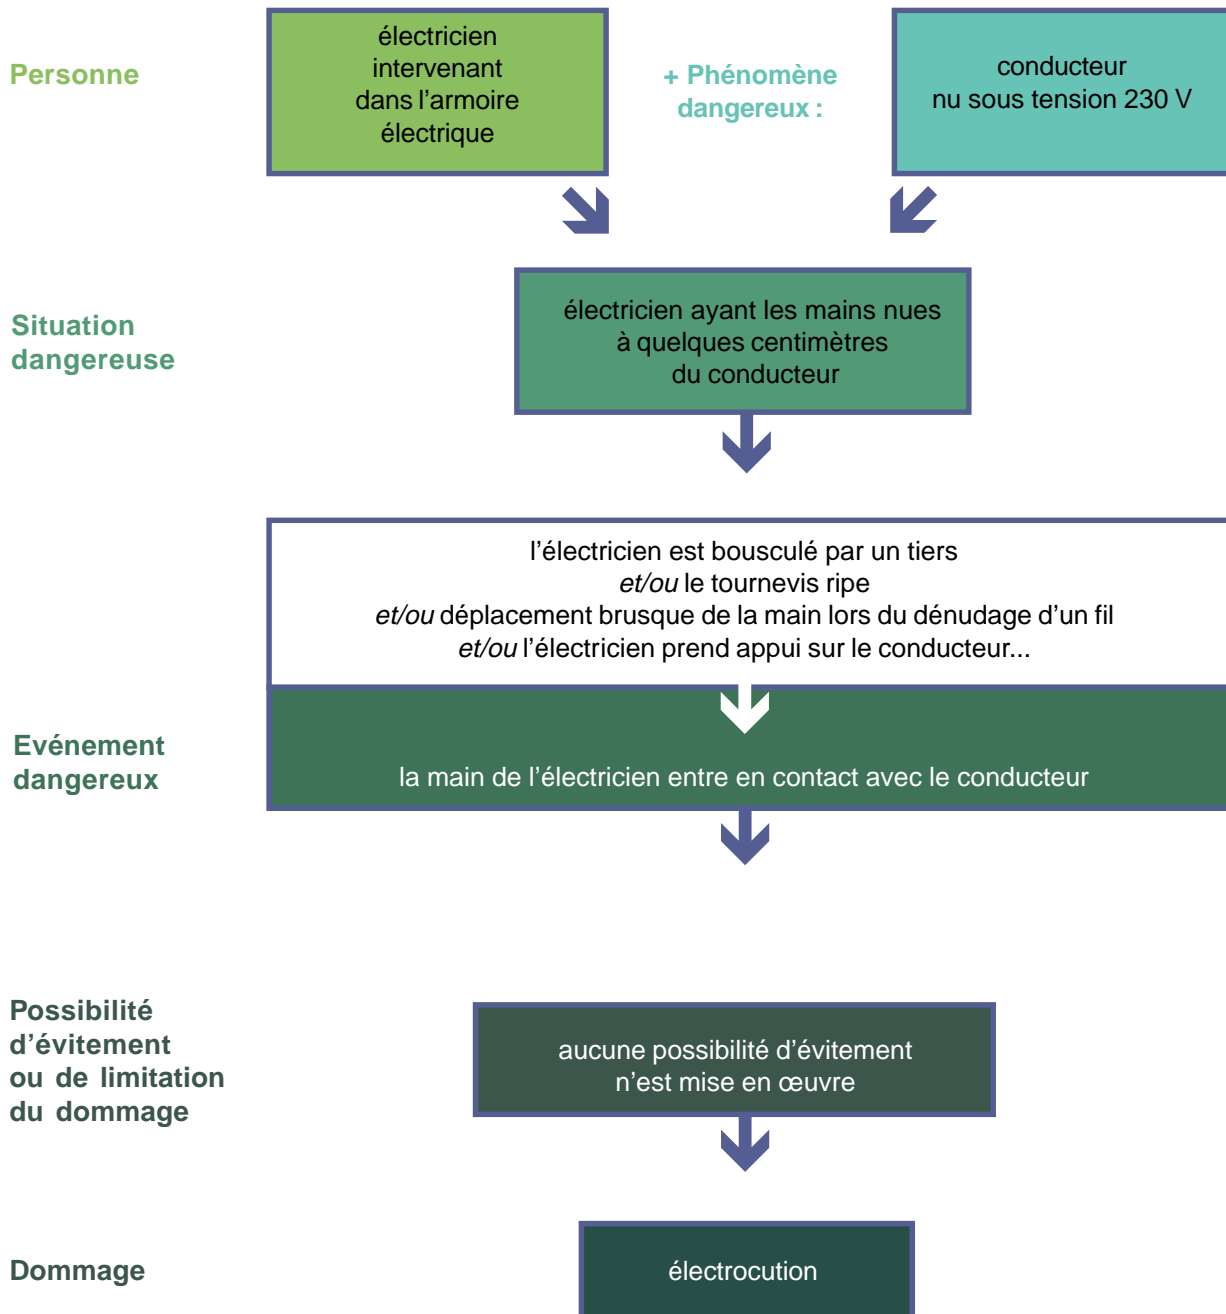 Personne
électricien
intervenant
dans l’armoire
électrique
+ Phénomène
dangereux :
conducteur
nu sous tension 230 V
Situation
dangereuse
électricien ayant les mains nues
à quelques centimètres
du conducteur
l’électricien est bousculé par un tiers
et/ou le tournevis ripe
et/ou déplacement brusque de la main lors du dénudage d’un fil
et/ou l’électricien prend appui sur le conducteur...
Evénement
dangereux
la main de l’électricien entre en contact avec le conducteur
Possibilité
d’évitement
ou de limitation
du dommage
aucune possibilité d’évitement
n’est mise en œuvre
Dommage
électrocution